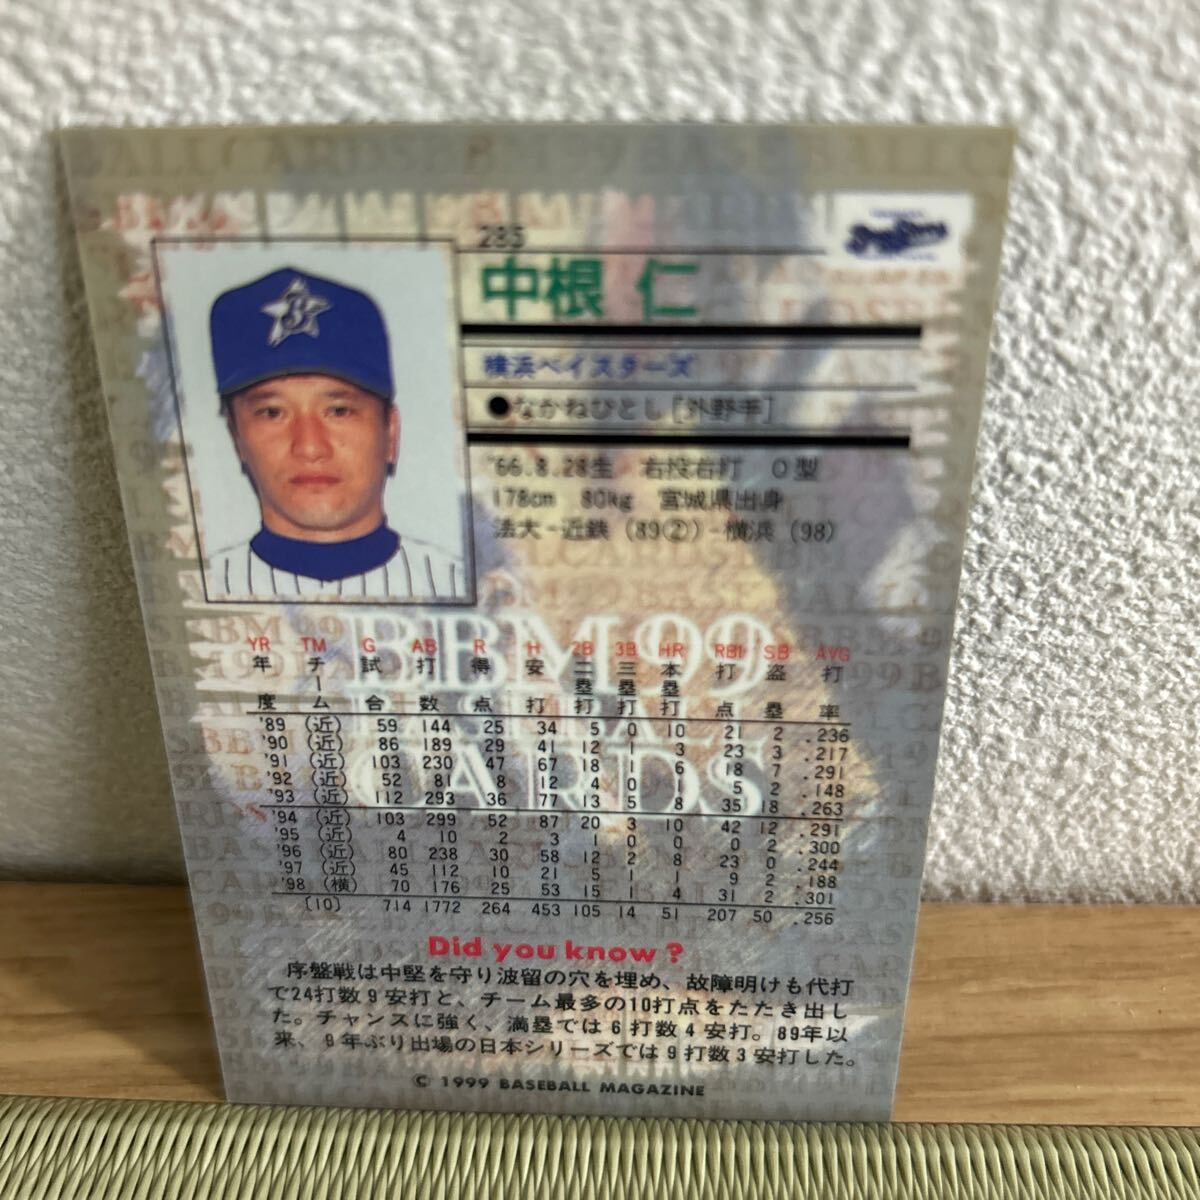 285
中根 仁
横浜ベイスターズ
●なかねひとし [外野手]
'66.8.28生 右投右打 O型
178cm 80kg 宮城県出身
法大-近鉄 (89②)-横浜 (98)
BBM 99
BASEBALL
CARDS
YR TM G AB R H 2B 3B HR RBI SB AVG
年度 チーム 試合 打数 得点 安打 二塁打 三塁打 本塁打 打点 盗塁 打率
'89 (近) 59 144 25 34 5 0 10 21 2 .236
'90 (近) 86 189 29 41 12 1 3 23 3 .217
'91 (近) 103 230 47 67 18 1 6 18 7 .291
'92 (近) 52 81 8 12 4 0 1 5 2 .148
'93 (近) 112 293 36 77 13 5 8 35 18 .263
'94 (近) 103 299 52 87 20 3 10 42 12 .291
'95 (近) 4 10 2 3 1 0 0 0 2 .300
'96 (近) 80 238 30 58 12 2 8 23 0 .244
'97 (近) 45 112 10 21 5 1 1 9 2 .188
'98 (横) 70 176 25 53 15 1 4 31 2 .301
[10] 714 1772 264 453 105 14 51 207 50 .256
Did you know?
序盤戦は中堅を守り波留の穴を埋め、故障明けも代打
で24打数9安打と、チーム最多の10打点をたたき出し
た。チャンスに強く、満塁では6打数4安打。89年以
来、9年ぶり出場の日本シリーズでは9打数3安打した。
© 1999 BASEBALL MAGAZINE